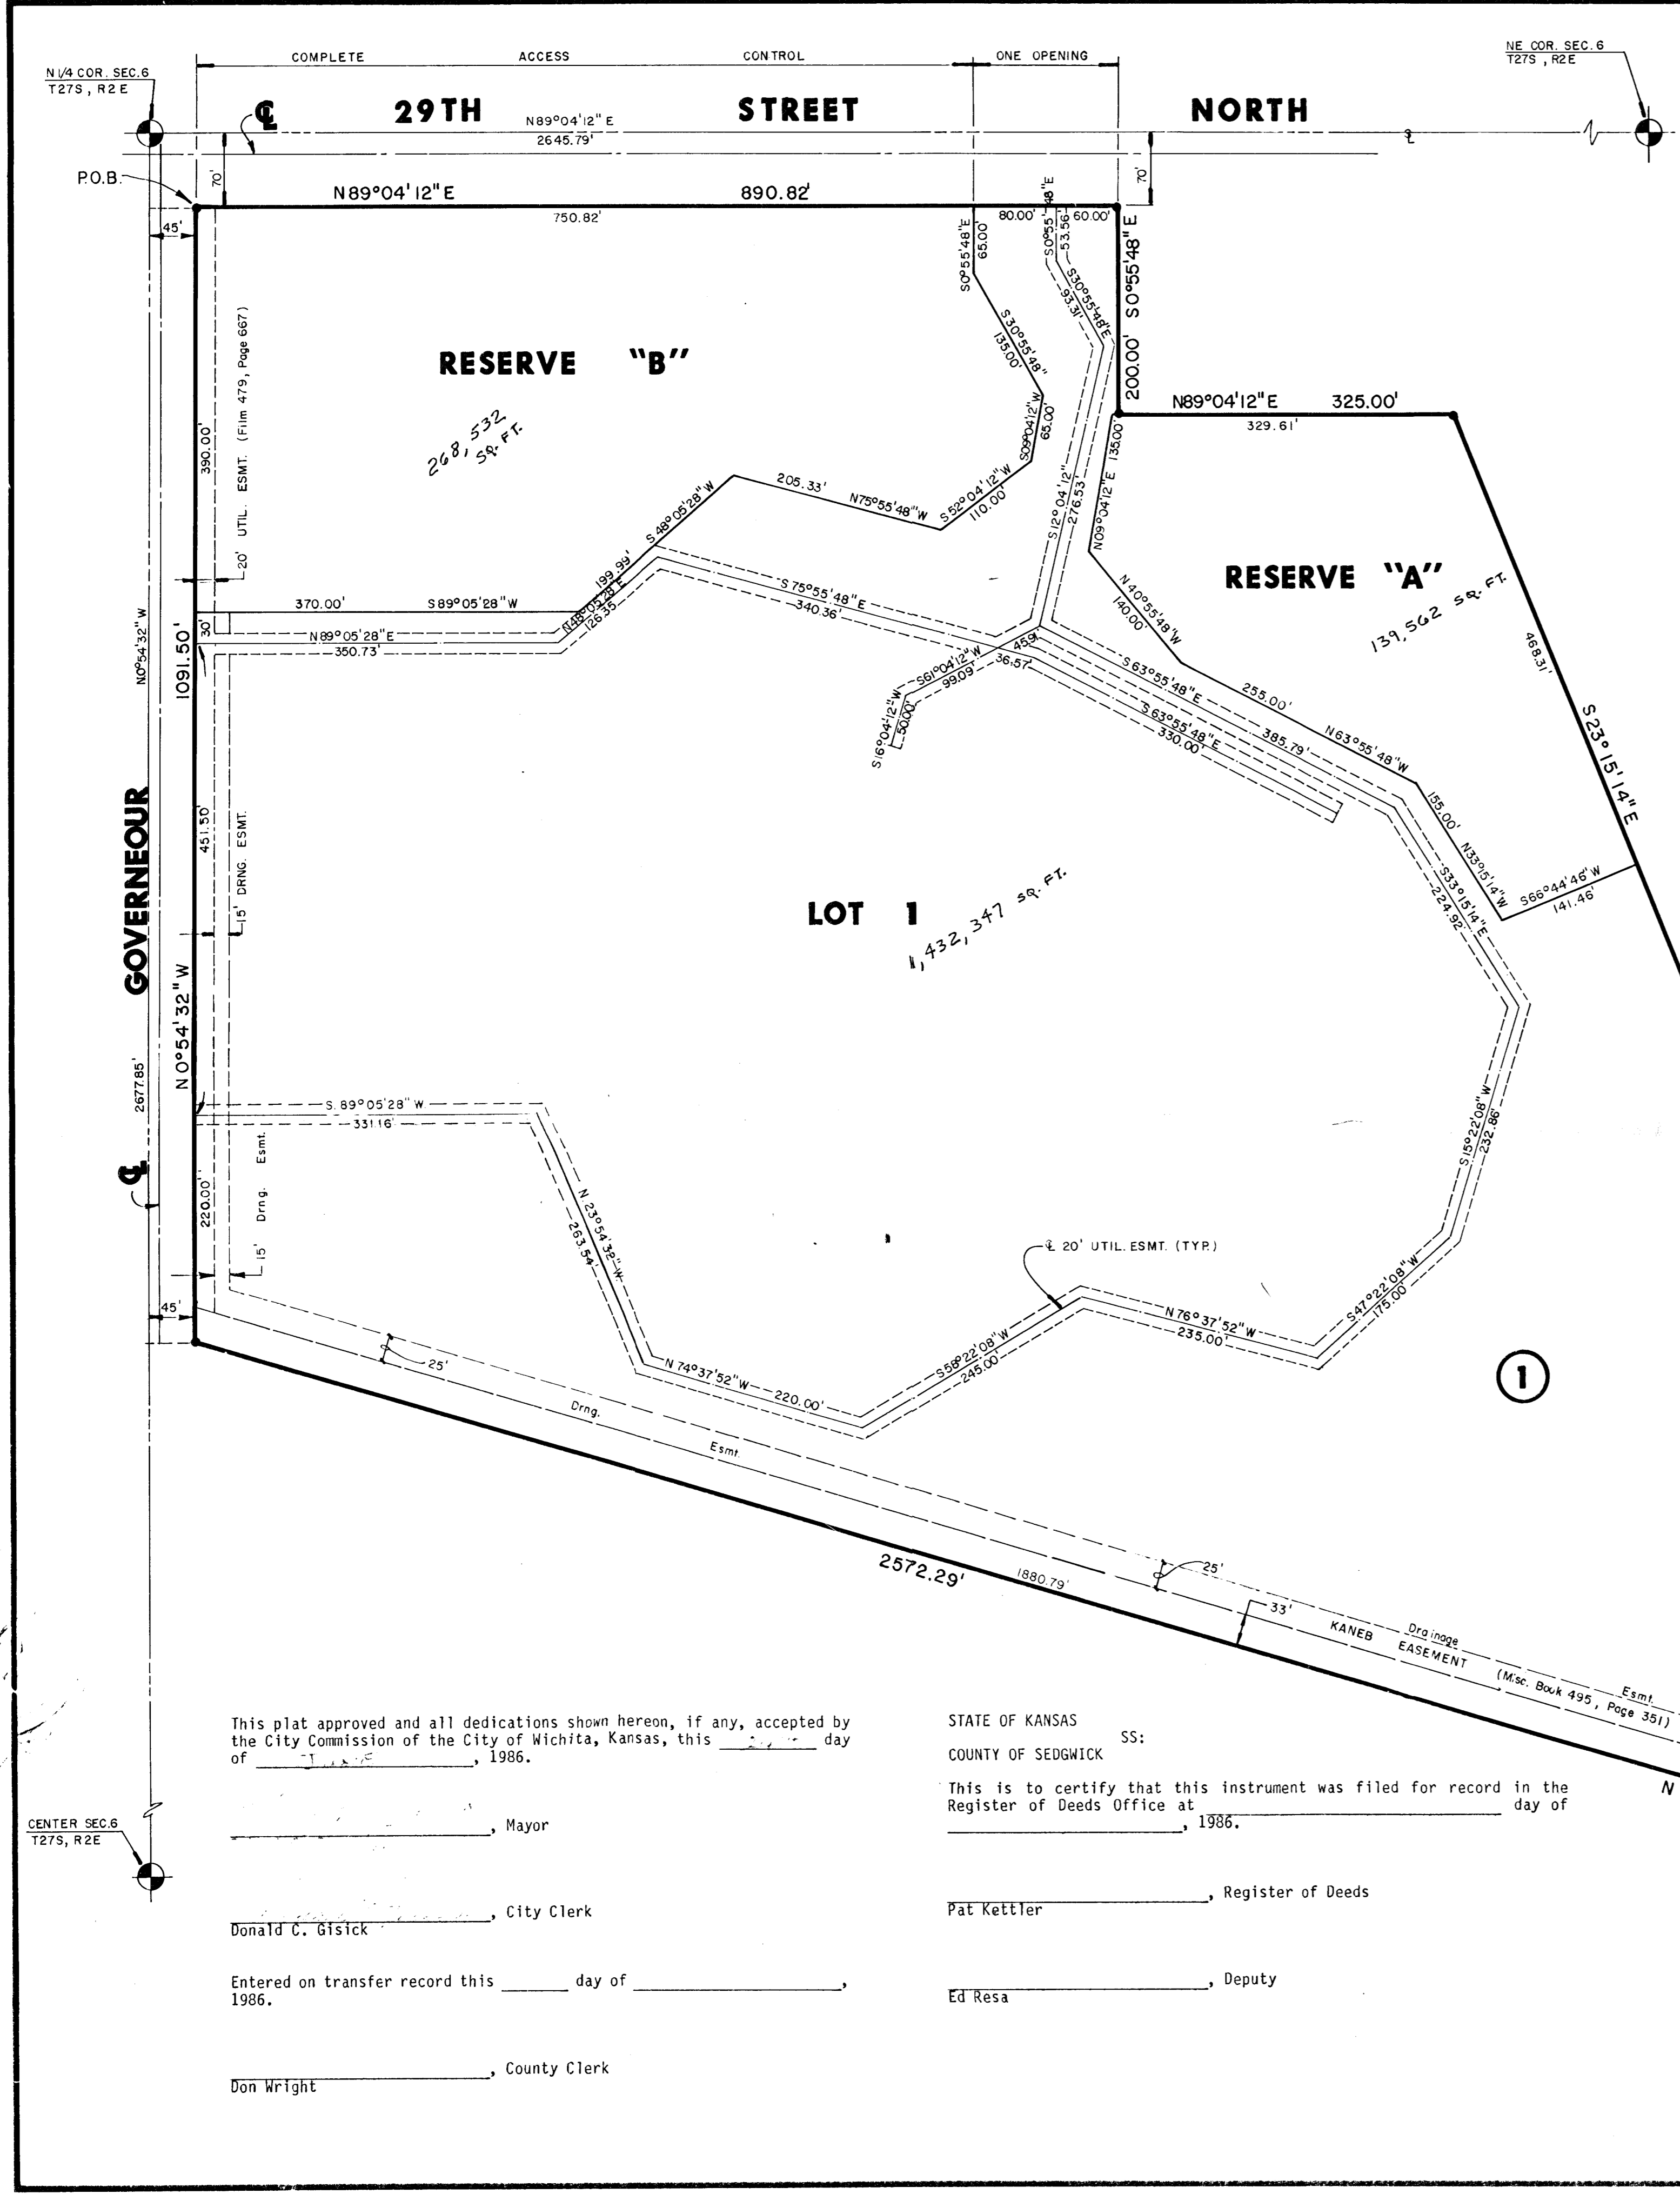 COMPLETE ACCESS CONTROL ONE OPENING
N 1/4 COR. SEC.6
T27S, R2E
NE COR. SEC. 6
T27S, R2E
℄ 29TH STREET NORTH
N89°04'12"E
2645.79'
℄
P.O.B.
70'
70'
N89°04'12"E 890.82'
750.82'
80.00'
60.00'
45'
S0°55'48"E
65.00'
S0°55'48"E
53.56'
S30°55'48"E
93.31'
200.00' S0°55'48"E
S30°55'48"
135.00'
RESERVE "B"
268,532
SQ. FT.
20' UTIL. ESMT. (Film 479, Page 667)
390.00'
S09°04'12"W
65.00'
N89°04'12"E 325.00'
329.61'
205.33' N75°55'48"W
S52°04'12"W
110.00'
S48°05'28"W
199.99'
S12°04'12"
276.53'
N09°04'12"E 135.00'
RESERVE "A"
139,562 SQ. FT.
N40°55'48"W
140.00'
468.31'
S23°15'14"E
370.00' S89°05'28"W
30'
N89°05'28"E
350.73'
N48°05'28"E
126.35
S75°55'48"E
340.36'
45.91'
36.57'
S61°04'12"W
99.09'
S16°04'12"W
50.00'
S63°55'48"E
385.79'
S63°55'48"E
330.00'
255.00' N63°55'48"W
155.00' N33°15'14"W
S66°44'46"W
141.46'
S33°15'14"E
224.92'
N0°54'32"W
1091.50'
GOVERNEOUR
451.50'
15' DRNG. ESMT.
LOT 1
1,432,347 SQ. FT.
N0°54'32"W
2677.85'
℄
S.89°05'28"W
331.16'
220.00'
15' Drng. Esmt.
N.23°54'32"W
263.54'
S15°22'08"W
232.86'
℄ 20' UTIL. ESMT. (TYP.)
S47°22'08"W
175.00'
N76°37'52"W
235.00'
S58°22'08"W
245.00'
N74°37'52"W 220.00'
45'
25'
Drng. Esmt.
1
2572.29' 1880.79'
25'
33'
Drainage Esmt.
KANEB EASEMENT (Misc. Book 495, Page 351)
N
This plat approved and all dedications shown hereon, if any, accepted by
the City Commission of the City of Wichita, Kansas, this day
of , 1986.
, Mayor
, City Clerk
Donald C. Gisick
Entered on transfer record this day of ,
1986.
, County Clerk
Don Wright
CENTER SEC.6
T27S, R2E
STATE OF KANSAS
SS:
COUNTY OF SEDGWICK
This is to certify that this instrument was filed for record in the
Register of Deeds Office at day of
, 1986.
, Register of Deeds
Pat Kettler
, Deputy
Ed Resa